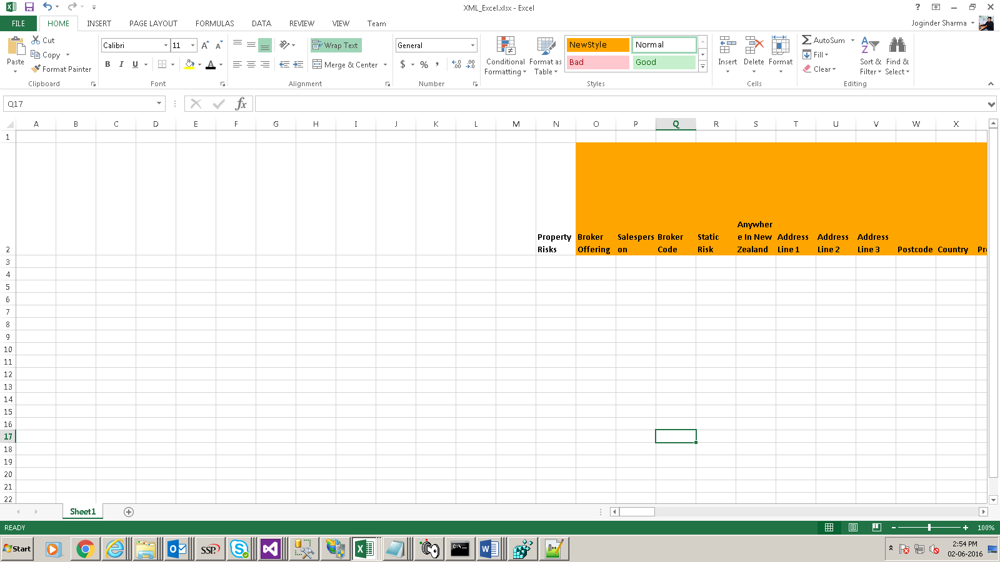 XML_Excel.xlsx - Excel
?
FILE HOME INSERT PAGE LAYOUT FORMULAS DATA REVIEW VIEW Team
Joginder Sharma
Paste
Cut
Copy
Format Painter
Clipboard
Calibri 11 A A
B I U A
Font
Wrap Text
Merge & Center
Alignment
General
$ % ,
Number
Conditional Formatting
Format as Table
NewStyle Normal
Bad Good
Styles
Insert Delete Format
Cells
AutoSum
Fill
Clear
Sort & Filter
Find & Select
Editing
Q17
fx
A B C D E F G H I J K L M N O P Q R S T U V W X
1
2
Property Risks
Broker Offering
Salesperson
Broker Code
Static Risk
Anywhere In New Zealand
Address Line 1
Address Line 2
Address Line 3
Postcode
Country
3
4
5
6
7
8
9
10
11
12
13
14
15
16
17
18
19
20
21
22
Sheet1
READY
100%
Start
SSP
C:\
2:54 PM
02-06-2016